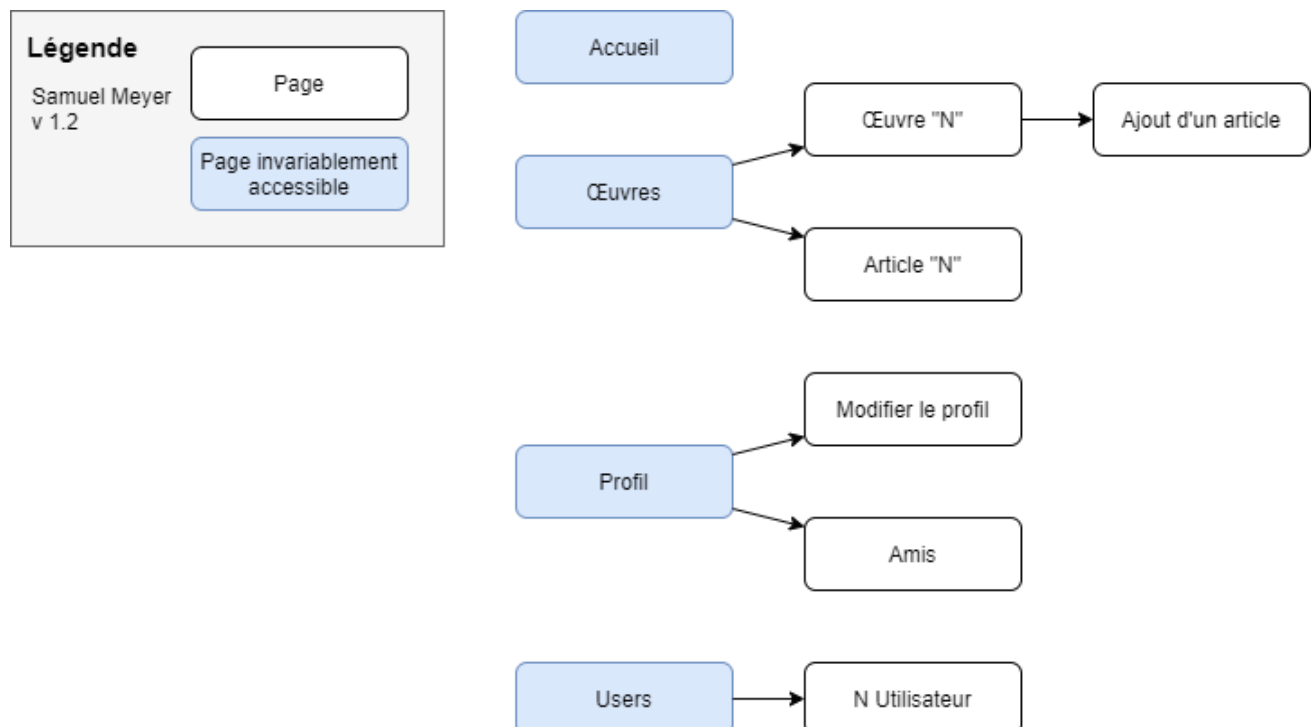 Légende
Samuel Meyer
v 1.2
Page
Page invariablement
accessible
Accueil
Œuvres
Œuvre "N"
Ajout d'un article
Article "N"
Profil
Modifier le profil
Amis
Users
N Utilisateur